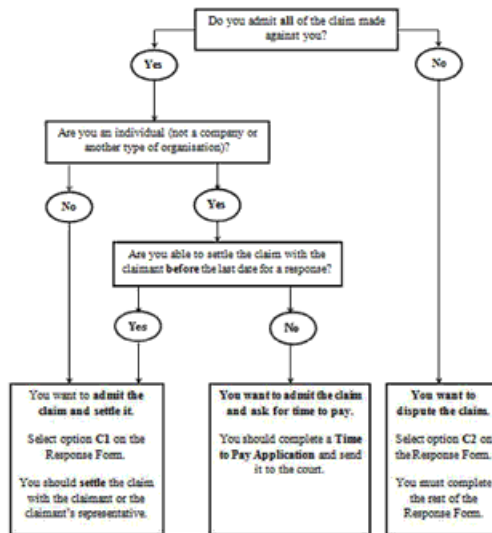 Do you admit all of the claim made
against you?
Yes
No
Are you an individual (not a company or
another type of organisation)?
No
Yes
Are you able to settle the claim with the
claimant before the last date for a response?
Yes
No
You want to admit the
claim and settle it.
Select option C1 on the
Response Form.
You should settle the claim
with the claimant or the
claimant's representative.
You want to admit the claim
and ask for time to pay.
You should complete a Time
to Pay Application and send
it to the court.
You want to
dispute the claim.
Select option C2 on
the Response Form.
You must complete
the rest of the
Response Form.